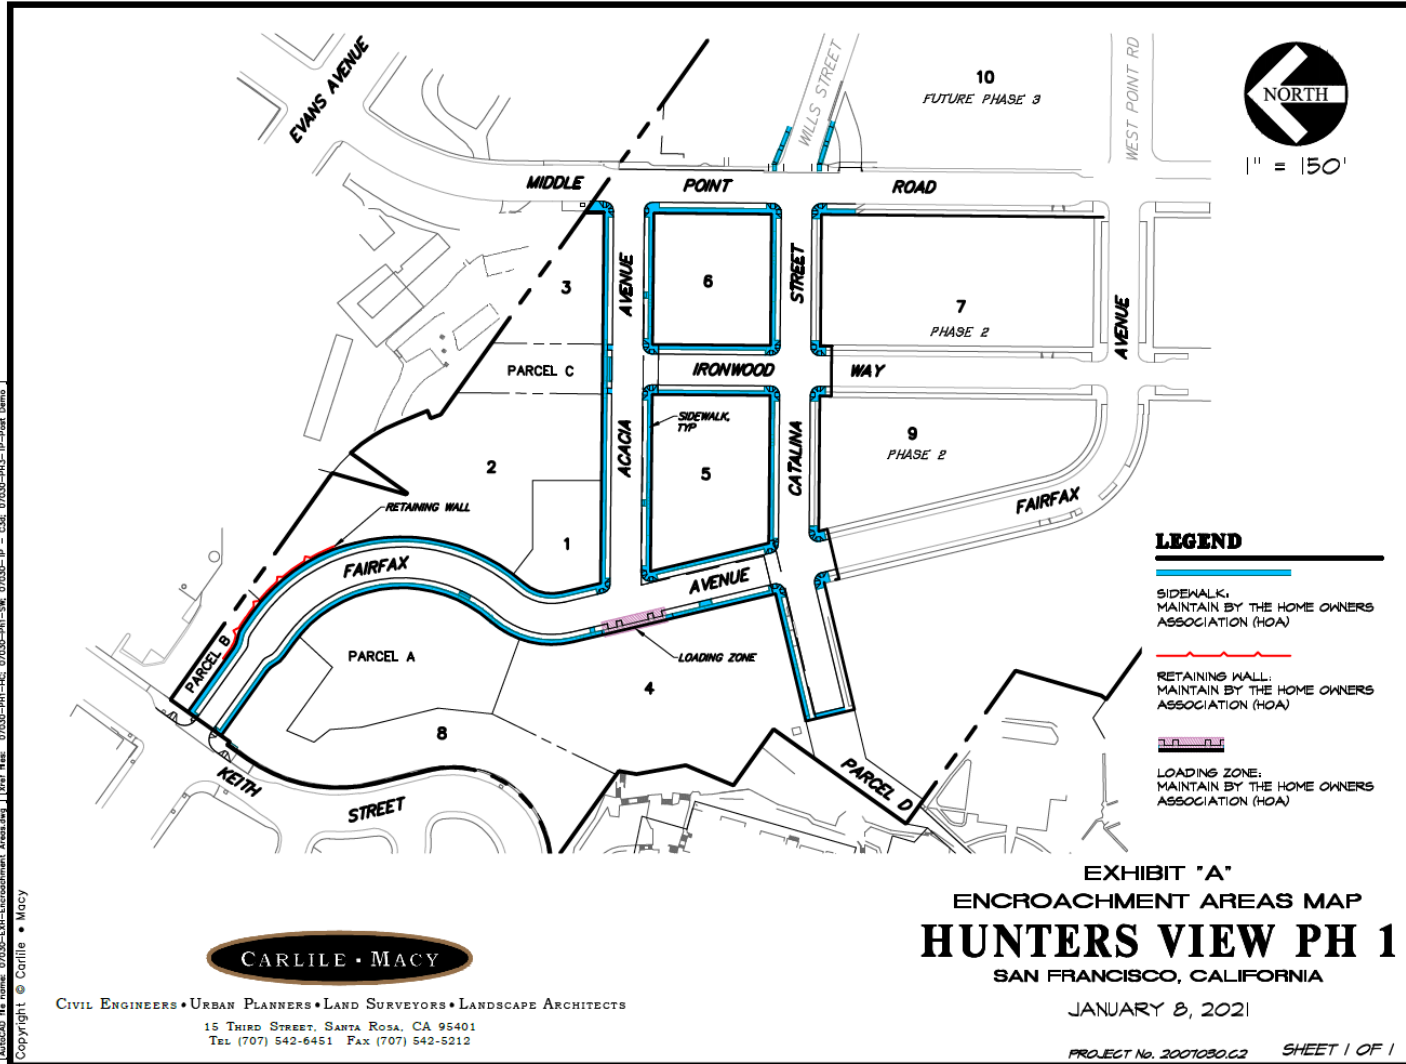 EVANS AVENUE
WILLS STREET
10
FUTURE PHASE 3
WEST POINT RD
NORTH
1" = 150'
MIDDLE POINT ROAD
3
AVENUE
6
STREET
7
PHASE 2
AVENUE
PARCEL C
IRONWOOD WAY
SIDEWALK,
TYP
ACACIA
2
5
CATALINA
9
PHASE 2
RETAINING WALL
1
FAIRFAX
FAIRFAX
AVENUE
PARCEL B
PARCEL A
LOADING ZONE
4
8
KEITH
STREET
PARCEL D
LEGEND
SIDEWALK:
MAINTAIN BY THE HOME OWNERS
ASSOCIATION (HOA)
RETAINING WALL:
MAINTAIN BY THE HOME OWNERS
ASSOCIATION (HOA)
LOADING ZONE:
MAINTAIN BY THE HOME OWNERS
ASSOCIATION (HOA)
EXHIBIT "A"
ENCROACHMENT AREAS MAP
HUNTERS VIEW PH 1
SAN FRANCISCO, CALIFORNIA
JANUARY 8, 2021
PROJECT No. 2007030.C2 SHEET 1 OF 1
CARLILE • MACY
CIVIL ENGINEERS • URBAN PLANNERS • LAND SURVEYORS • LANDSCAPE ARCHITECTS
15 THIRD STREET, SANTA ROSA, CA 95401
TEL (707) 542-6451 FAX (707) 542-5212
Copyright © Carlile • Macy